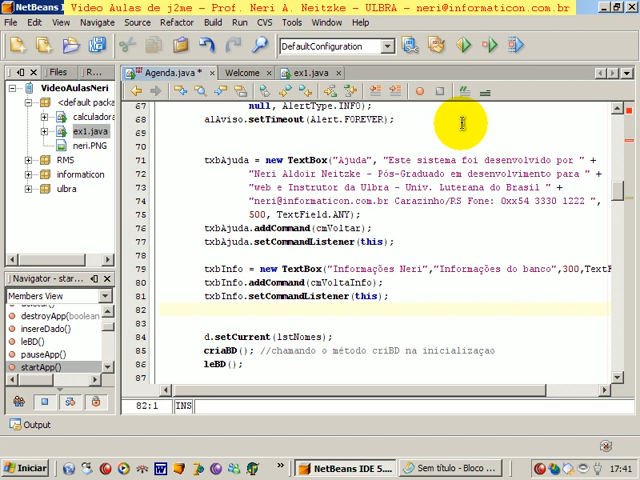 NetBeans
Video Aulas de j2me - Prof. Neri A. Neitzke - ULBRA - neri@informaticon.com.br
File Edit View Navigate Source Refactor Build Run CVS Tools Window Help
DefaultConfiguration
Files R...
Agenda.java * Welcome ex1.java
VideoAulasNeri
<default pack
calculadora
ex1.java
neri.PNG
RMS
informaticon
ulbra
Navigator - star...
Members View
destroyApp(boolean
insereDado()
leBD()
pauseApp()
startApp()
67 null, AlertType.INFO);
68 alAviso.setTimeout(Alert.FOREVER);
69
70
71 txbAjuda = new TextBox("Ajuda", "Este sistema foi desenvolvido por " +
72 "Neri Aldoir Neitzke - Pós-Graduado em desenvolvimento para " +
73 "web e Instrutor da Ulbra - Univ. Luterana do Brasil " +
74 "neri@informaticon.com.br Carazinho/RS Fone: 0xx54 3330 1222 ",
75 500, TextField.ANY);
76 txbAjuda.addCommand(cmVoltar);
77 txbAjuda.setCommandListener(this);
78
79 txbInfo = new TextBox("Informações Neri","Informações do banco",300,TextF
80 txbInfo.addCommand(cmVoltaInfo);
81 txbInfo.setCommandListener(this);
82
83
84 d.setCurrent(lstNomes);
85 criaBD(); //chamando o método criBD na inicializaçao
86 leBD();
87
82:1 INS
Output
Iniciar
NetBeans IDE 5....
Sem título - Bloco ...
17:41